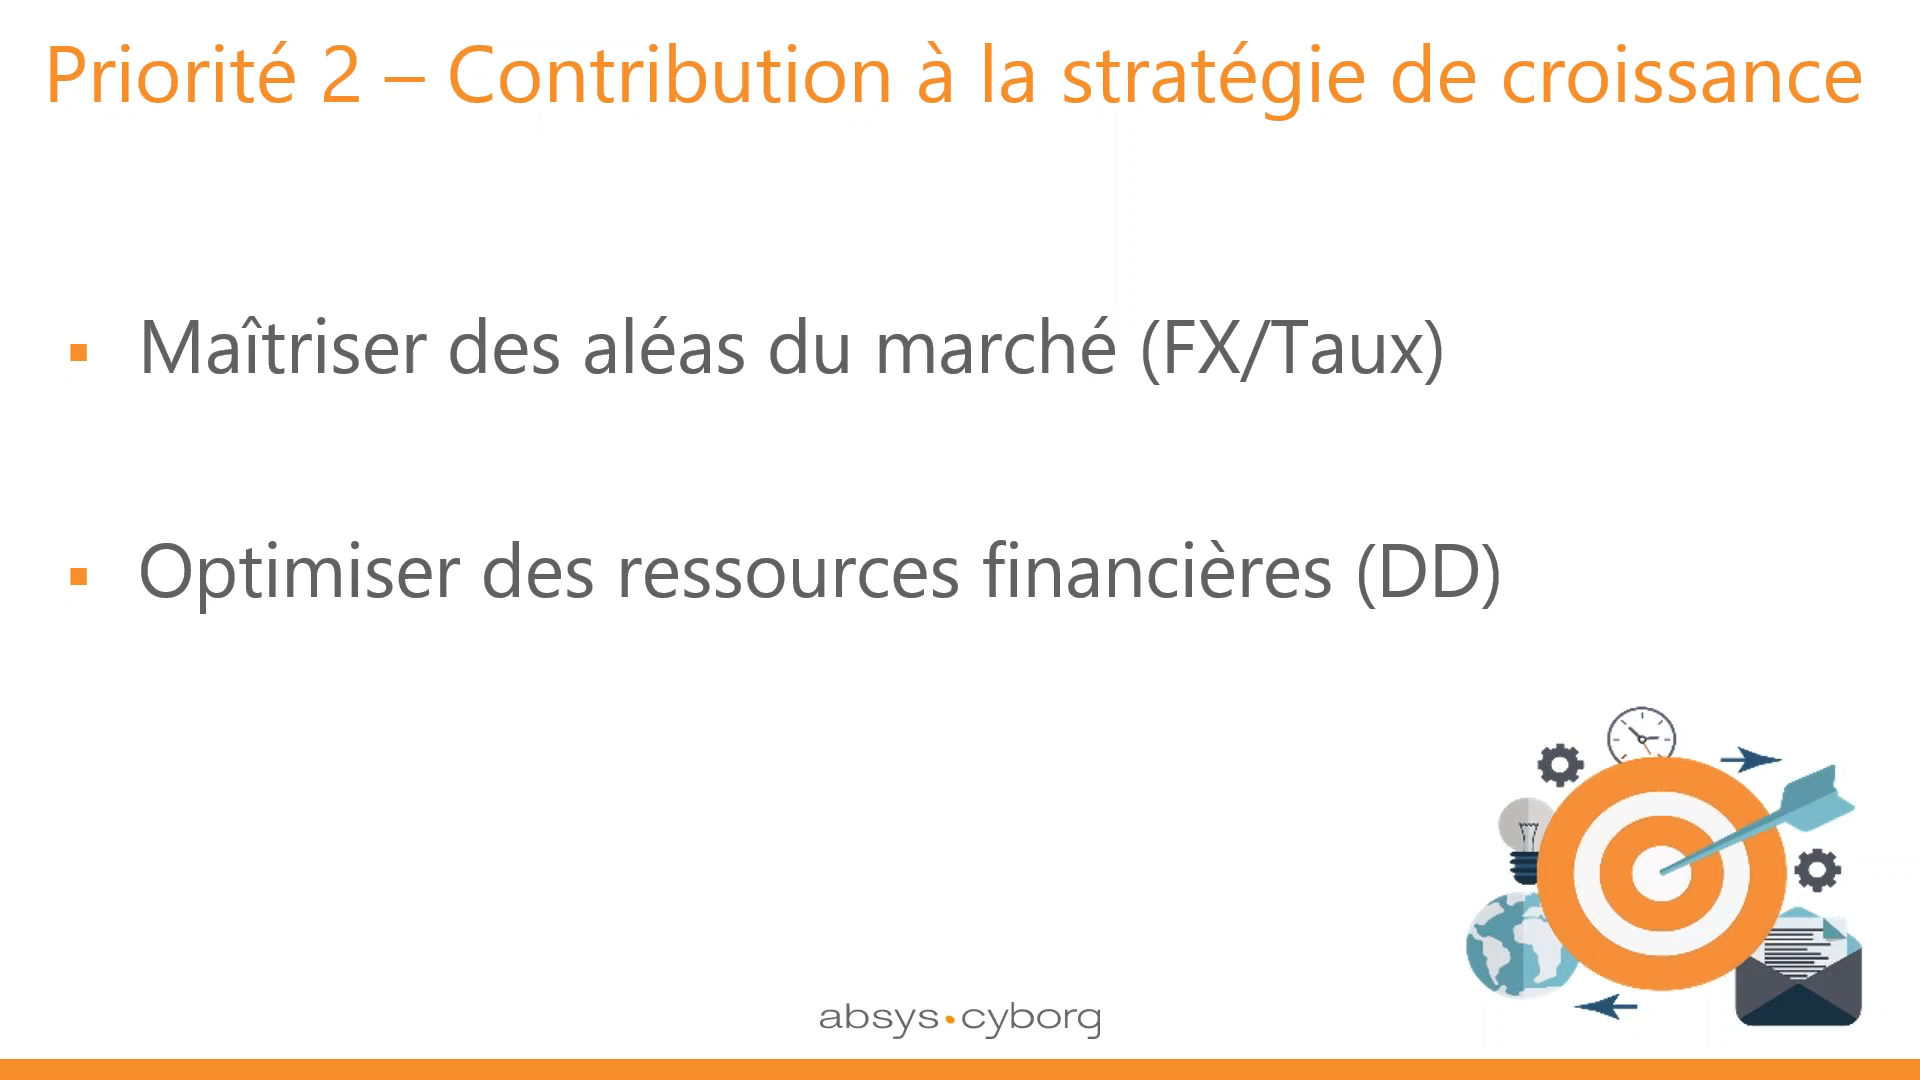 Priorité 2 – Contribution à la stratégie de croissance
▪ Maîtriser des aléas du marché (FX/Taux)
▪ Optimiser des ressources financières (DD)
absys•cyborg